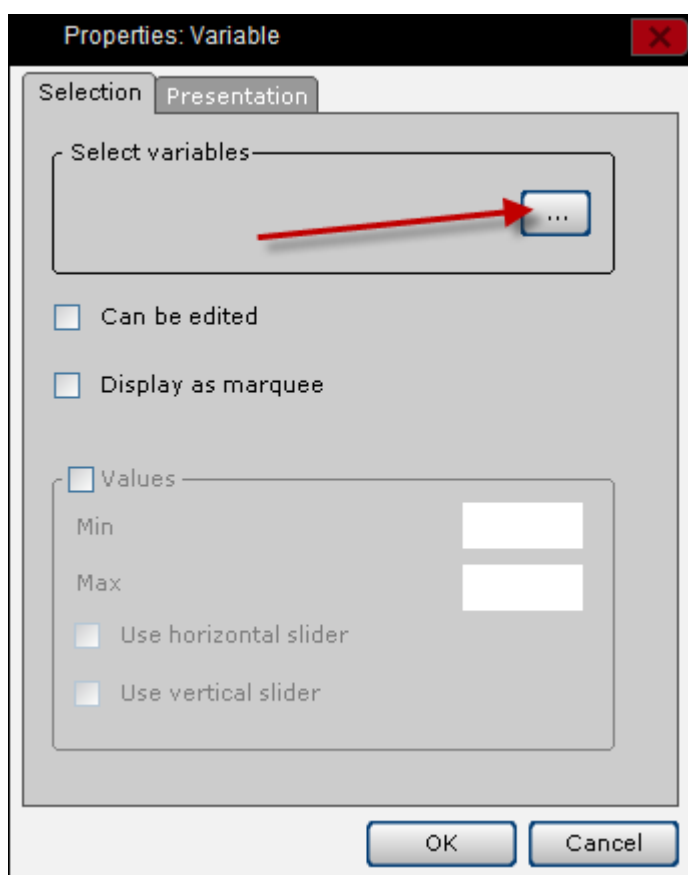 Properties: Variable
Selection
Presentation
Select variables
...
Can be edited
Display as marquee
Values
Min
Max
Use horizontal slider
Use vertical slider
OK
Cancel